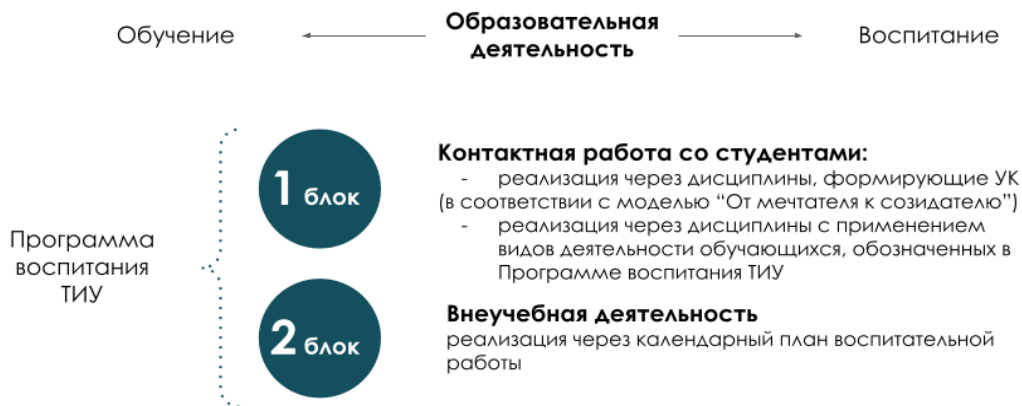 Обучение
Образовательная
деятельность
Воспитание
Программа
воспитания
ТИУ
1 блок
Контактная работа со студентами:
- реализация через дисциплины, формирующие УК
(в соответствии с моделью “От мечтателя к созидателю”)
- реализация через дисциплины с применением
видов деятельности обучающихся, обозначенных в
Программе воспитания ТИУ
2 блок
Внеучебная деятельность
реализация через календарный план воспитательной
работы